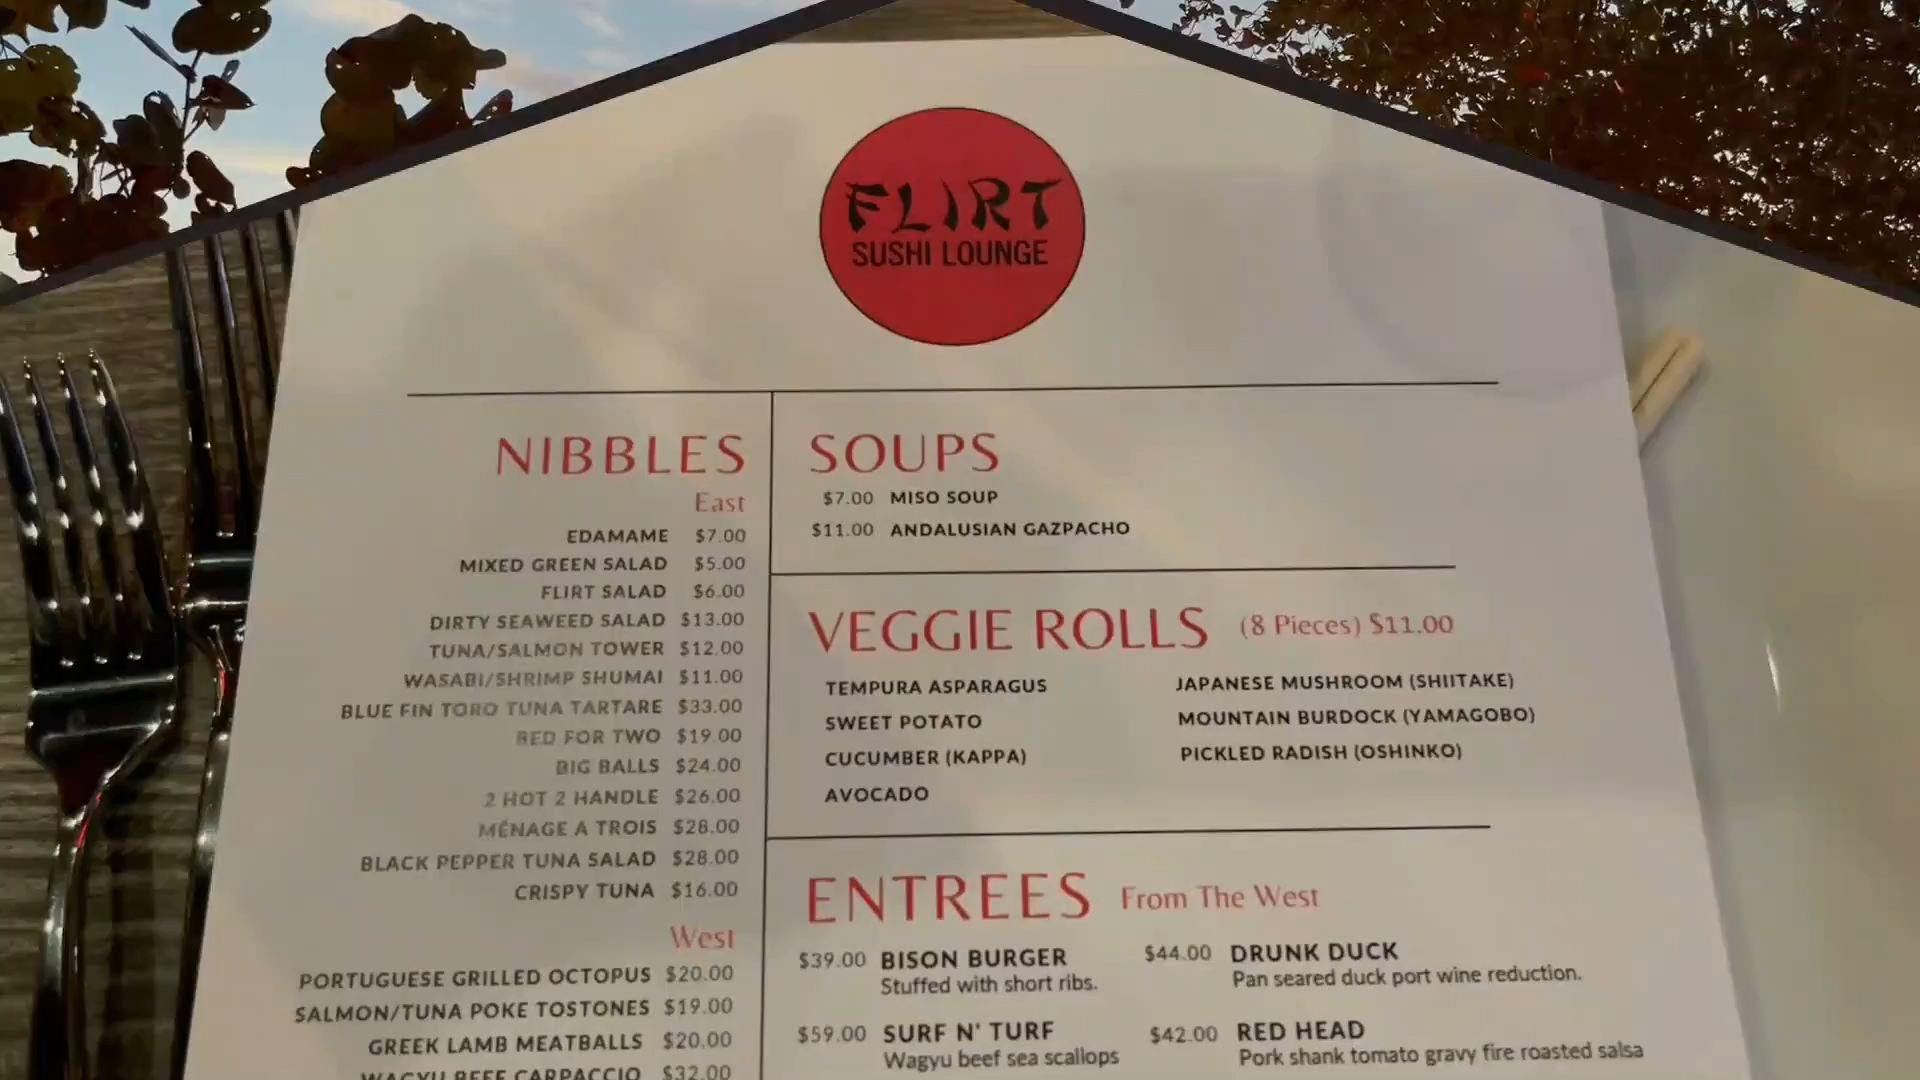 FLIRT
SUSHI LOUNGE
NIBBLES
East
EDAMAME $7.00
MIXED GREEN SALAD $5.00
FLIRT SALAD $6.00
DIRTY SEAWEED SALAD $13.00
TUNA/SALMON TOWER $12.00
WASABI/SHRIMP SHUMAI $11.00
BLUE FIN TORO TUNA TARTARE $33.00
BED FOR TWO $19.00
BIG BALLS $24.00
2 HOT 2 HANDLE $26.00
MÉNAGE A TROIS $28.00
BLACK PEPPER TUNA SALAD $28.00
CRISPY TUNA $16.00
West
PORTUGUESE GRILLED OCTOPUS $20.00
SALMON/TUNA POKE TOSTONES $19.00
GREEK LAMB MEATBALLS $20.00
WAGYU BEEF CARPACCIO $32.00
SOUPS
$7.00 MISO SOUP
$11.00 ANDALUSIAN GAZPACHO
VEGGIE ROLLS (8 Pieces) $11.00
TEMPURA ASPARAGUS
SWEET POTATO
CUCUMBER (KAPPA)
AVOCADO
JAPANESE MUSHROOM (SHIITAKE)
MOUNTAIN BURDOCK (YAMAGOBO)
PICKLED RADISH (OSHINKO)
ENTREES From The West
$39.00 BISON BURGER
Stuffed with short ribs.
$59.00 SURF N' TURF
Wagyu beef sea scallops
$44.00 DRUNK DUCK
Pan seared duck port wine reduction.
$42.00 RED HEAD
Pork shank tomato gravy fire roasted salsa